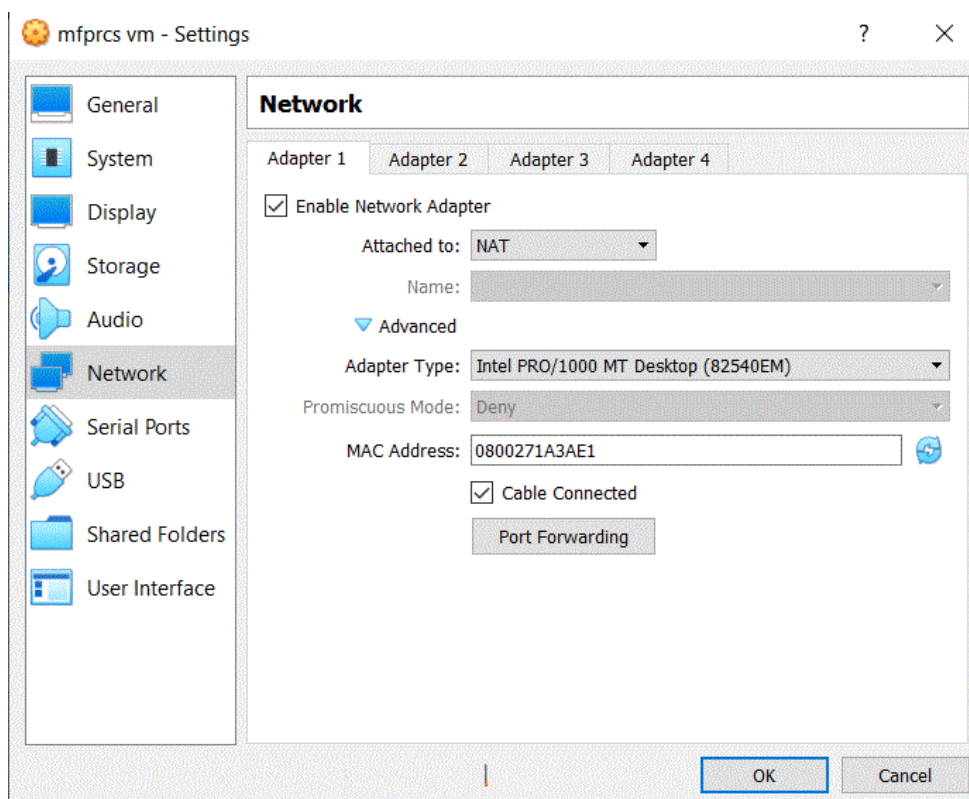 mfprcs vm - Settings ?
General
System
Display
Storage
Audio
Network
Serial Ports
USB
Shared Folders
User Interface
Network
Adapter 1 Adapter 2 Adapter 3 Adapter 4
Enable Network Adapter
Attached to: NAT
Name:
Advanced
Adapter Type: Intel PRO/1000 MT Desktop (82540EM)
Promiscuous Mode: Deny
MAC Address: 0800271A3AE1
Cable Connected
Port Forwarding
OK Cancel